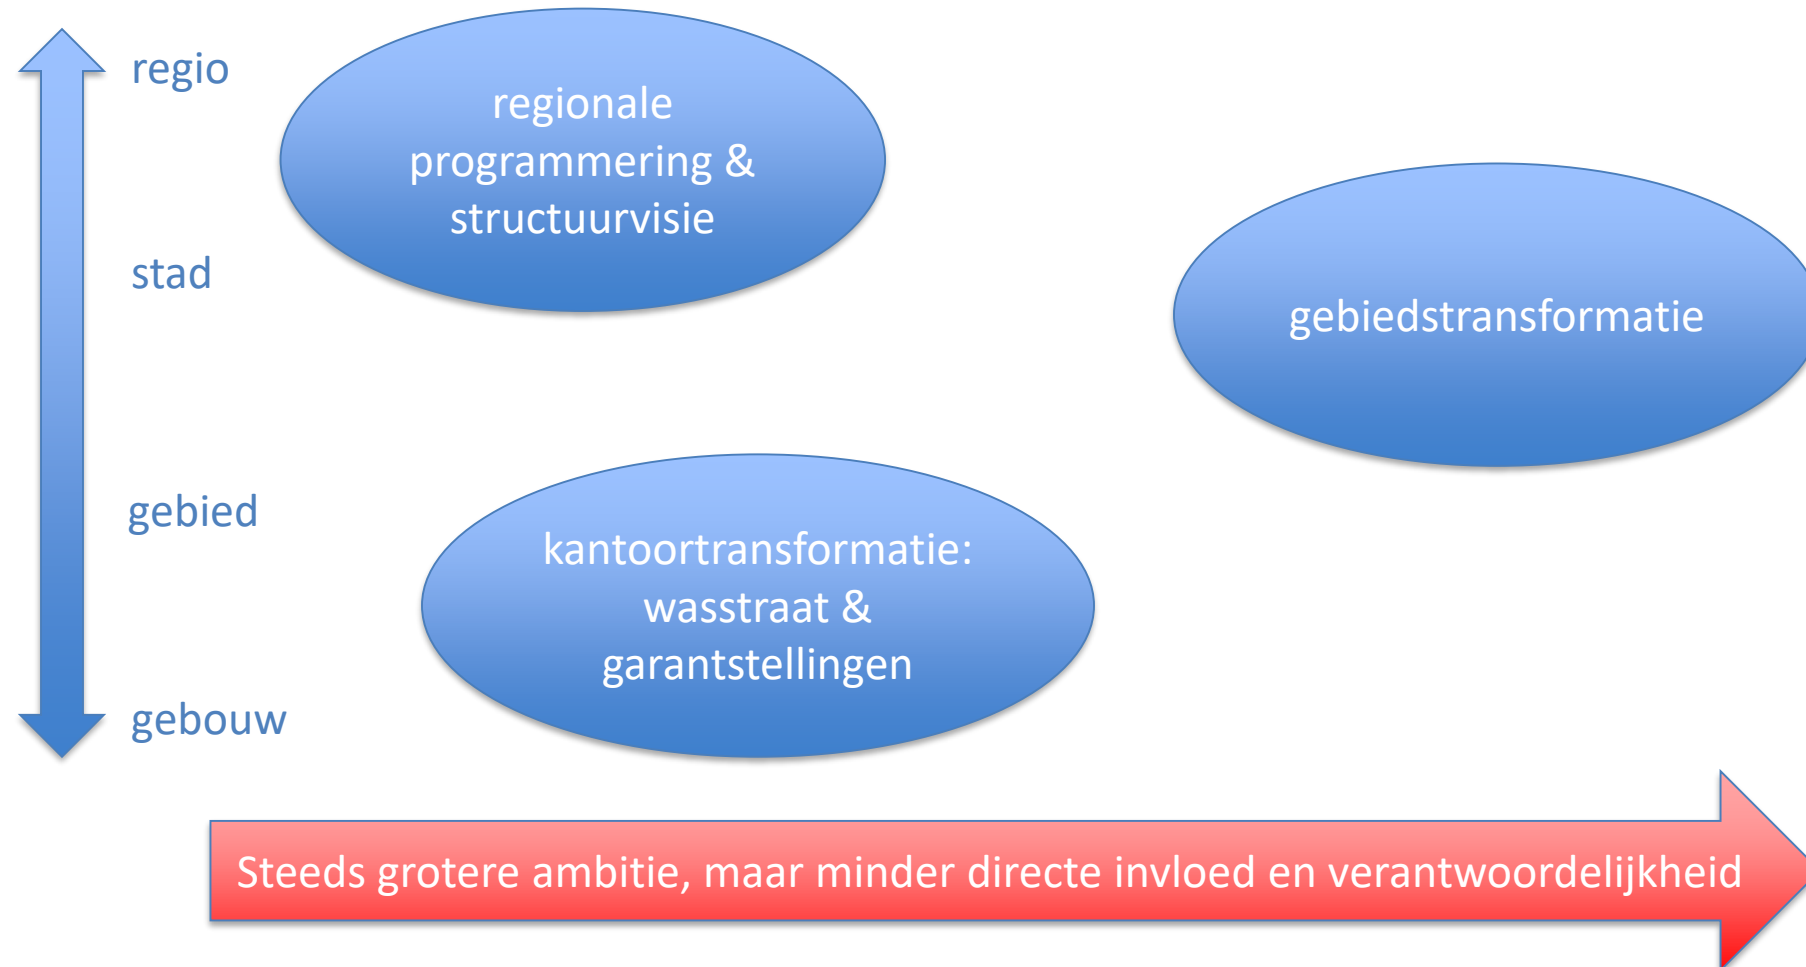 regio
regionale
programmering &
structuurvisie
stad
gebiedstransformatie
gebied
kantoortransformatie:
wasstraat &
garantstellingen
gebouw
Steeds grotere ambitie, maar minder directe invloed en verantwoordelijkheid